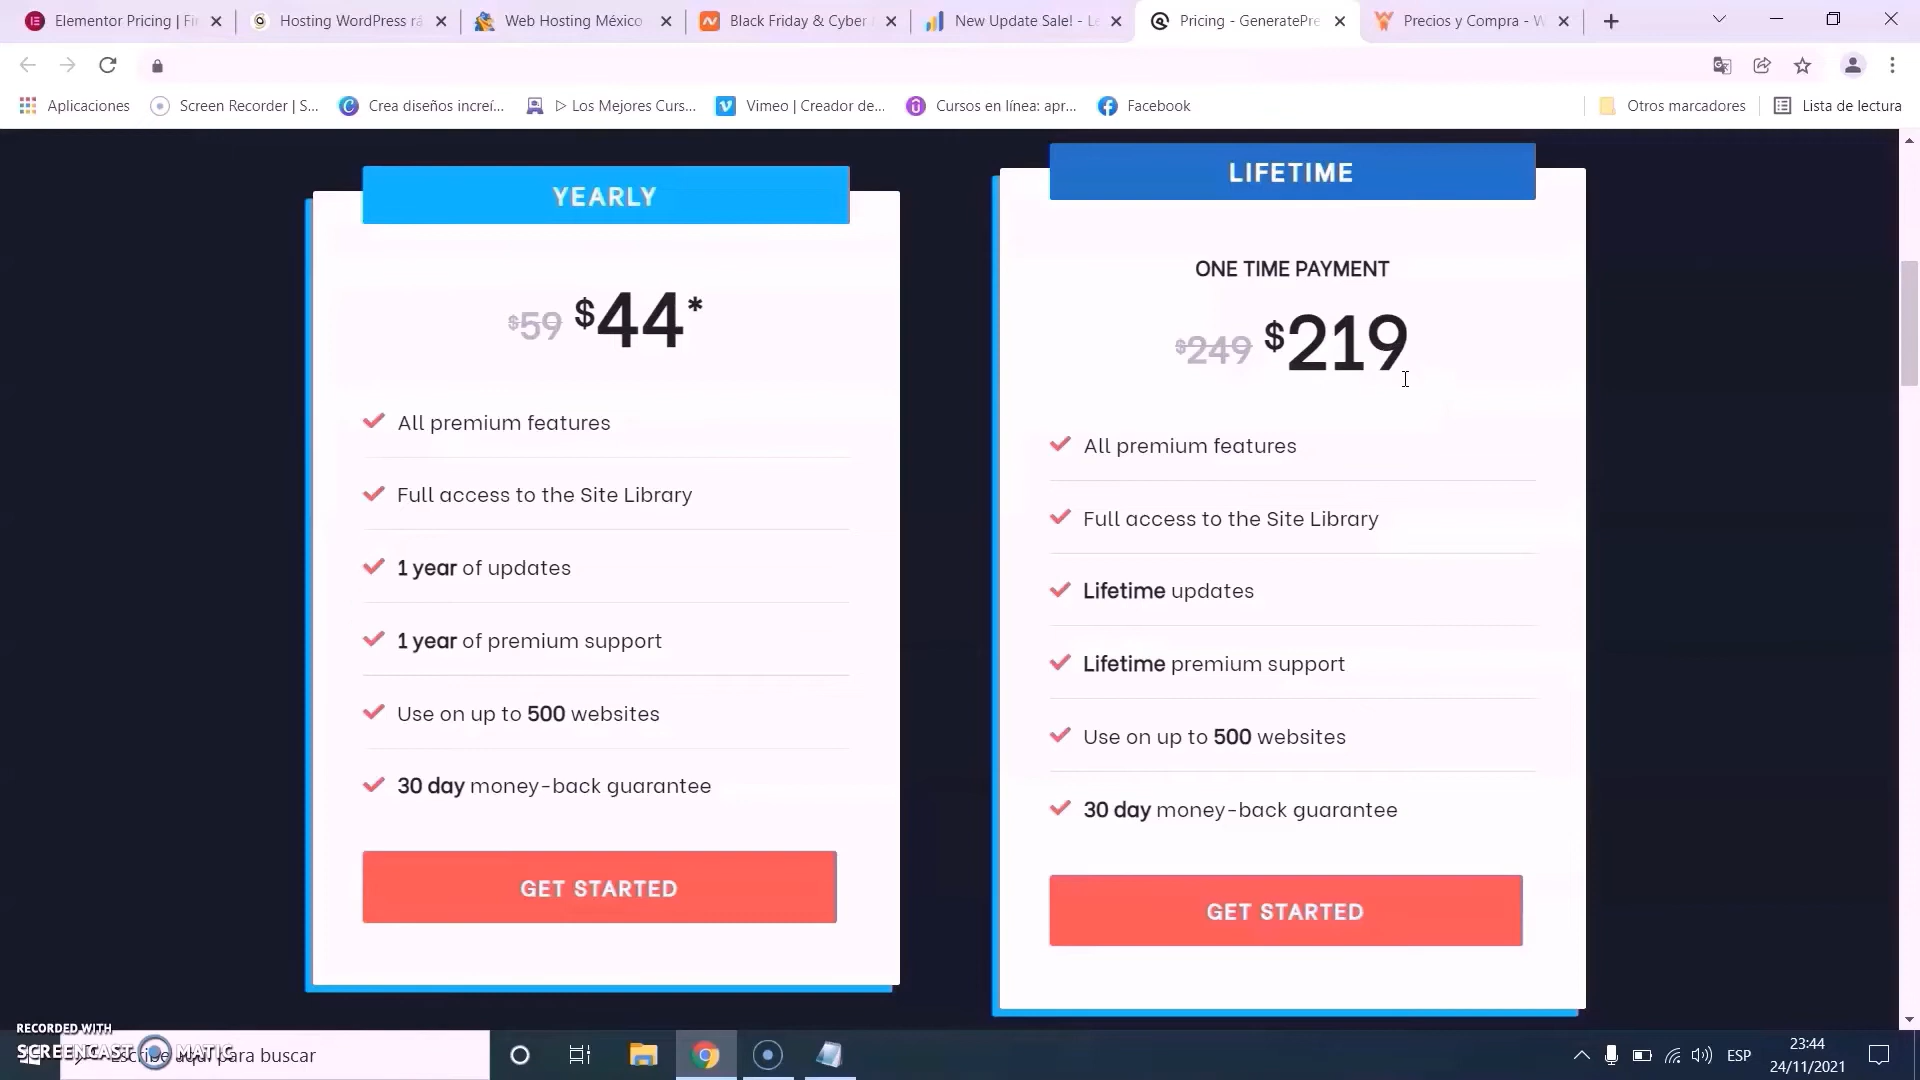 Elementor Pricing | Fi
Hosting WordPress rá
Web Hosting México
Black Friday & Cyber
New Update Sale! - Le
Pricing - GeneratePre
Precios y Compra - W
Aplicaciones
Screen Recorder | S...
Crea diseños increí...
▷ Los Mejores Curs...
Vimeo | Creador de...
Cursos en línea: apr...
Facebook
Otros marcadores
Lista de lectura
YEARLY
$59 $44*
All premium features
Full access to the Site Library
1 year of updates
1 year of premium support
Use on up to 500 websites
30 day money-back guarantee
GET STARTED
LIFETIME
ONE TIME PAYMENT
$249 $219
All premium features
Full access to the Site Library
Lifetime updates
Lifetime premium support
Use on up to 500 websites
30 day money-back guarantee
GET STARTED
RECORDED WITH
SCREENCAST MATIC
Escribe aquí para buscar
ESP
23:44
24/11/2021